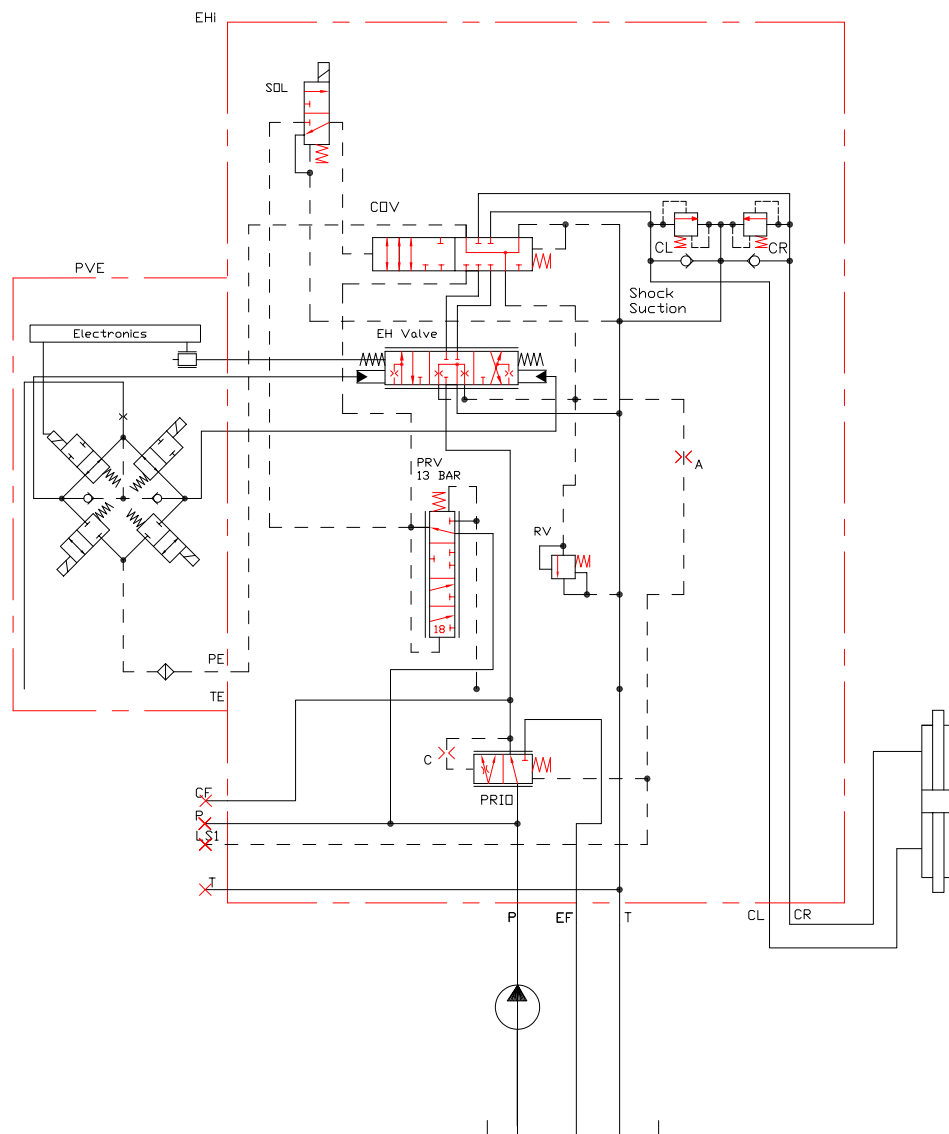 EHi
SOL
COV
CL
CR
PVE
Shock
Suction
Electronics
EH Valve
PRV
13 BAR
A
RV
18
PE
TE
C
PRIO
CF
P
LS1
T
P
EF
T
CL
CR